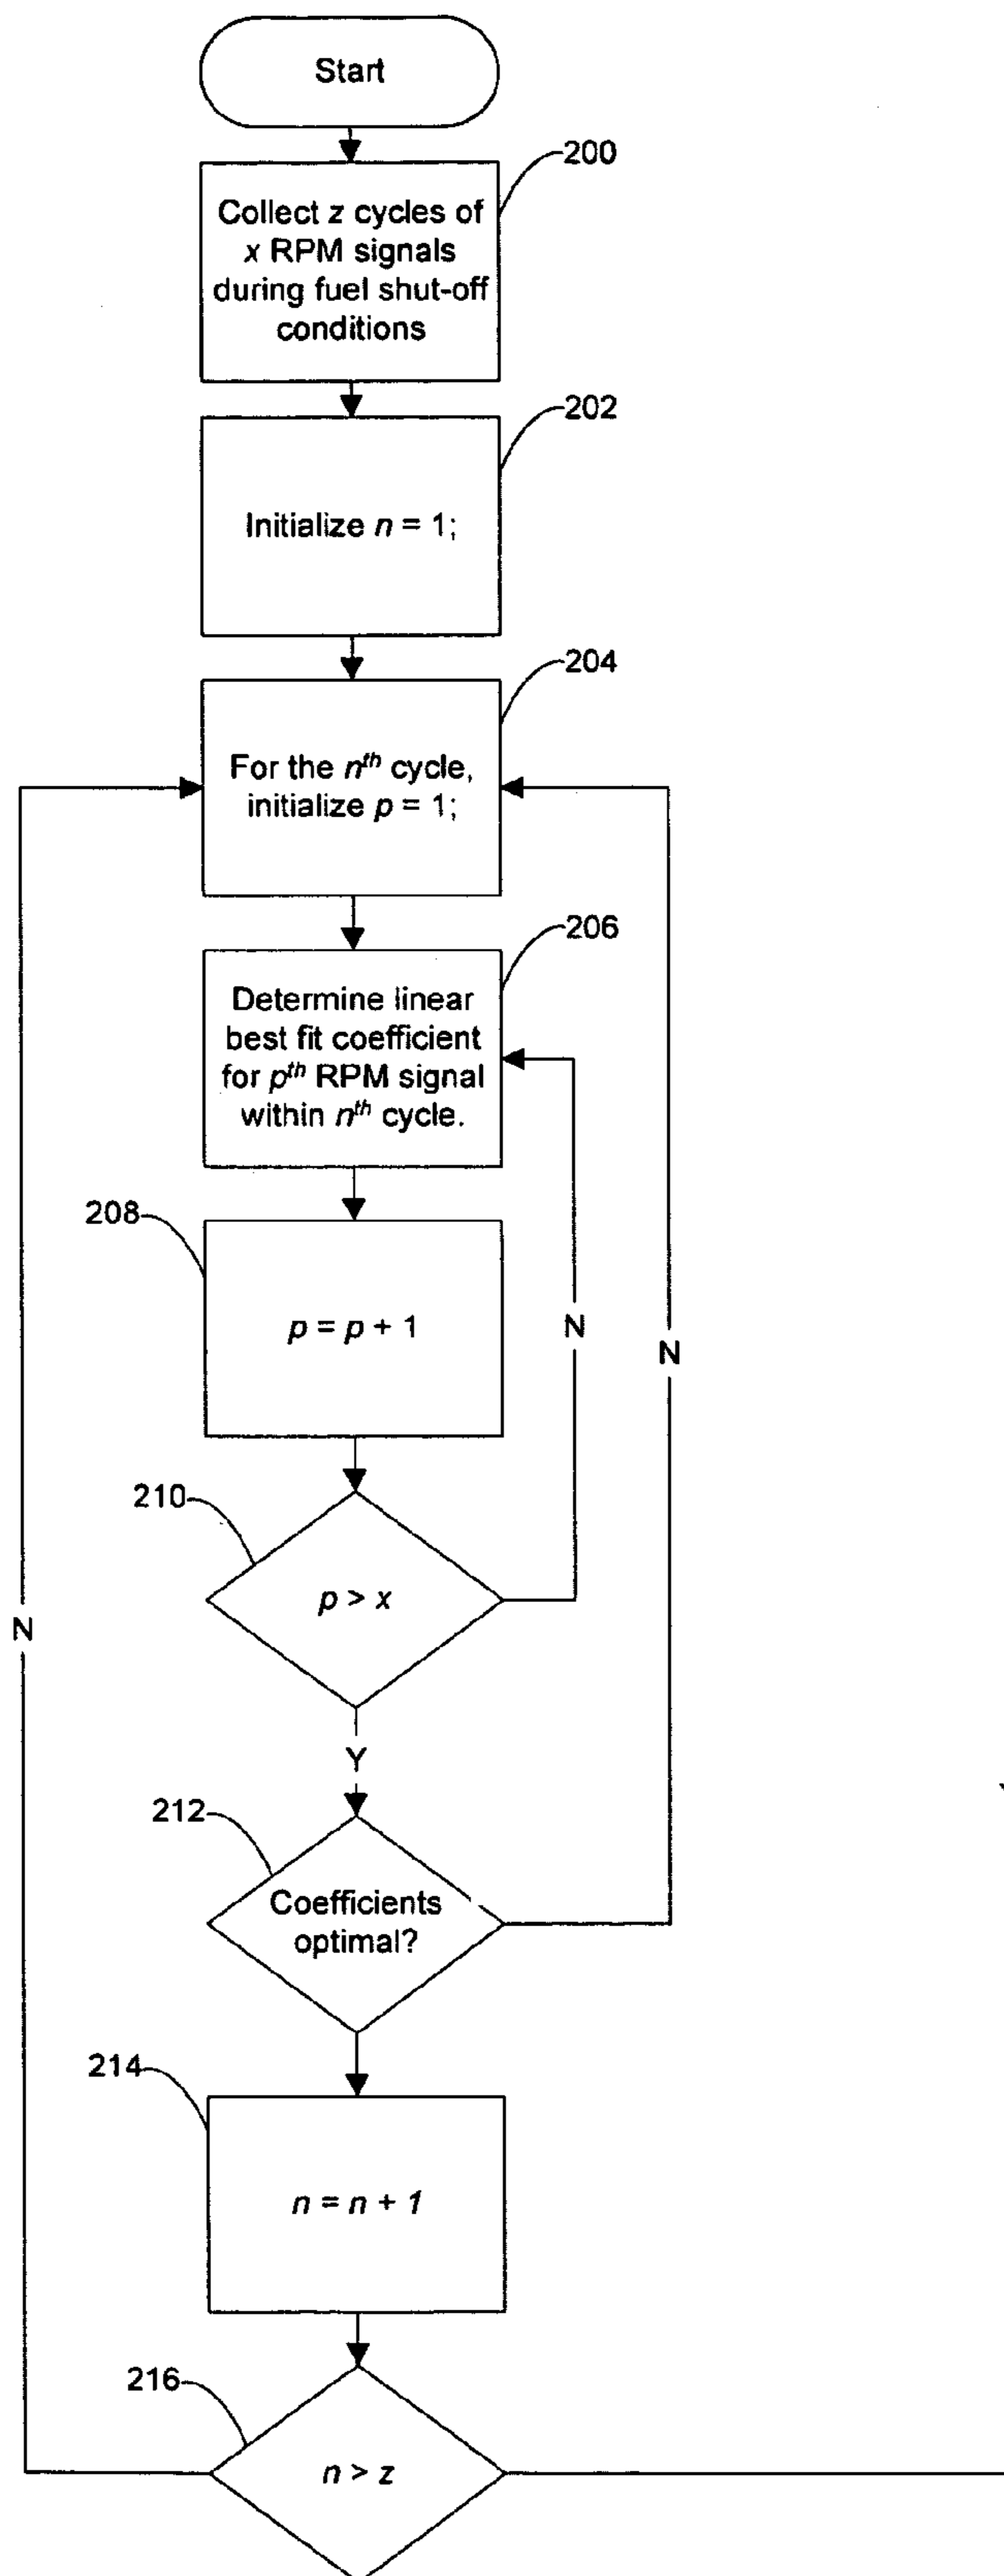 Start
200
Collect z cycles of
x RPM signals
during fuel shut-off
conditions
202
Initialize n = 1;
204
For the nth cycle,
initialize p = 1;
206
Determine linear
best fit coefficient
for pth RPM signal
within nth cycle.
208
p = p + 1
N
N
210
p > x
N
Y
212
Coefficients
optimal?
214
n = n + 1
216
n > z